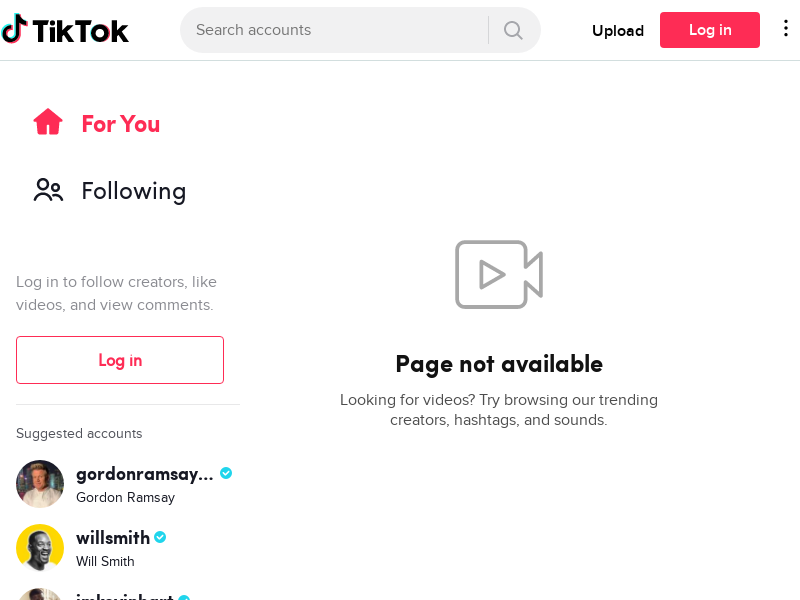 TikTok
Search accounts
Upload
Log in
For You
Following
Log in to follow creators, like
videos, and view comments.
Log in
Suggested accounts
gordonramsay...
Gordon Ramsay
willsmith
Will Smith
Page not available
Looking for videos? Try browsing our trending
creators, hashtags, and sounds.